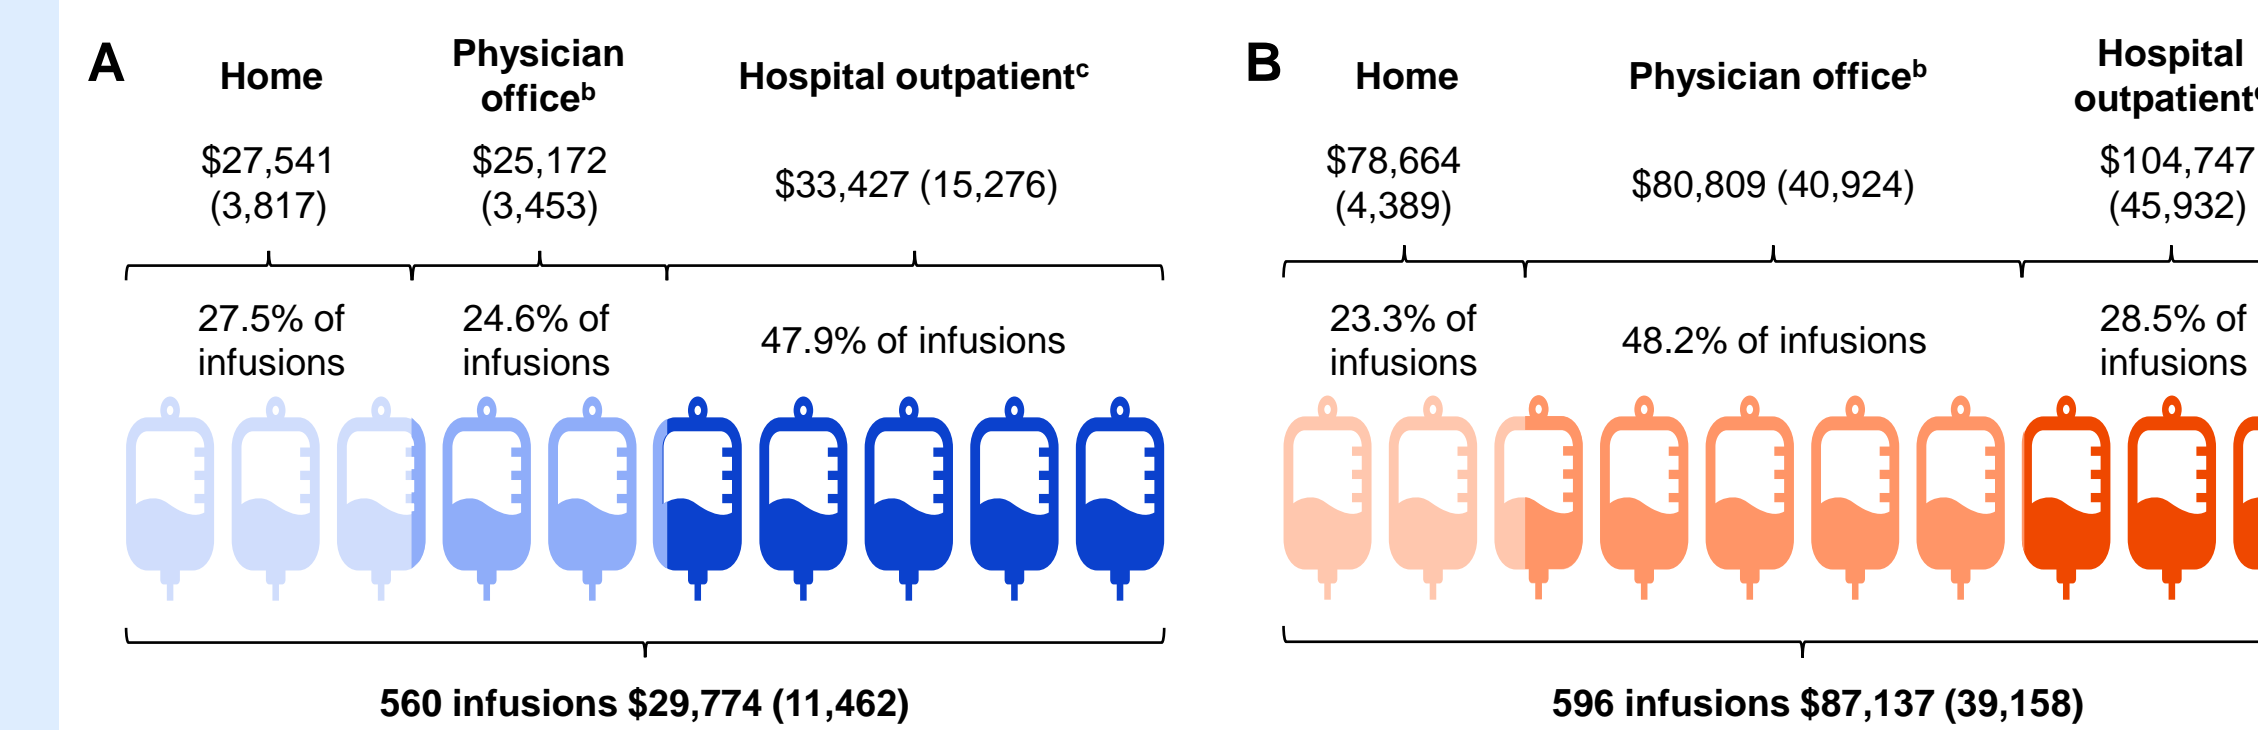 A
Home
Physician
office^b
Hospital outpatient^c
$27,541
(3,817)
$25,172
(3,453)
$33,427 (15,276)
27.5% of
infusions
24.6% of
infusions
47.9% of infusions
560 infusions $29,774 (11,462)
B
Home
Physician office^b
Hospital
outpatient
$78,664
(4,389)
$80,809 (40,924)
$104,747
(45,932)
23.3% of
infusions
48.2% of infusions
28.5% of
infusions
596 infusions $87,137 (39,158)